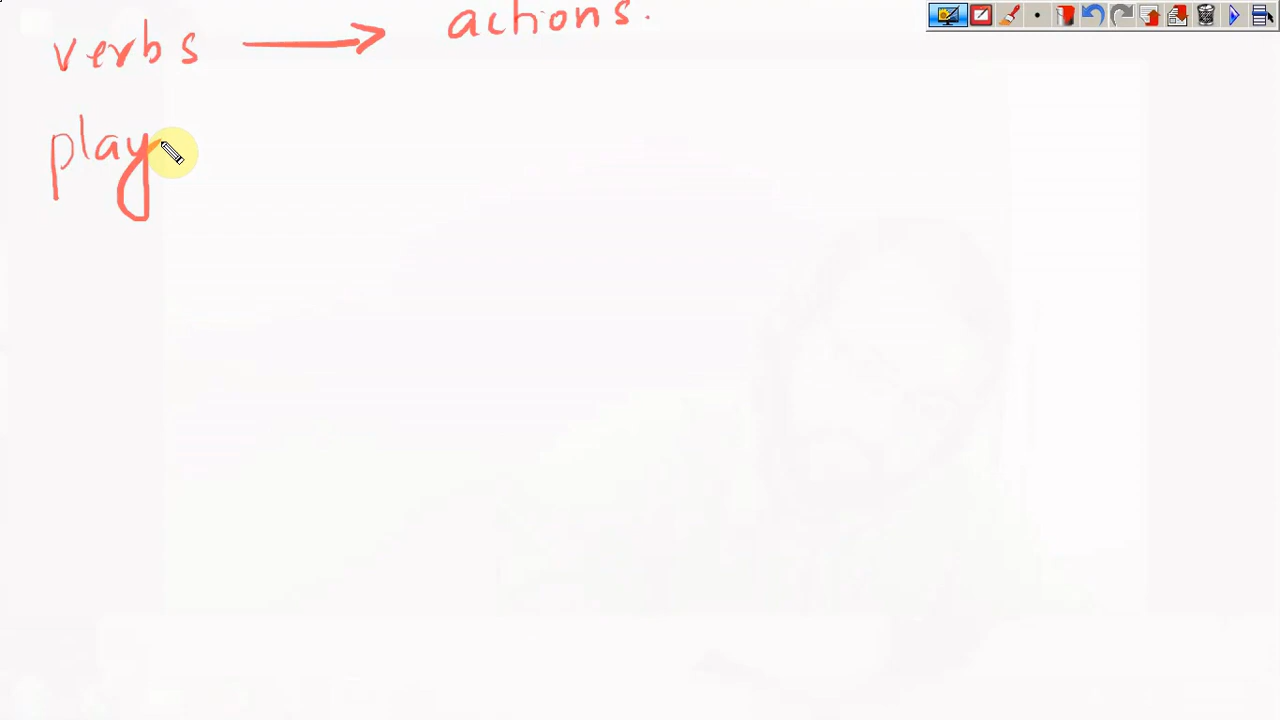 verbs → actions.
play